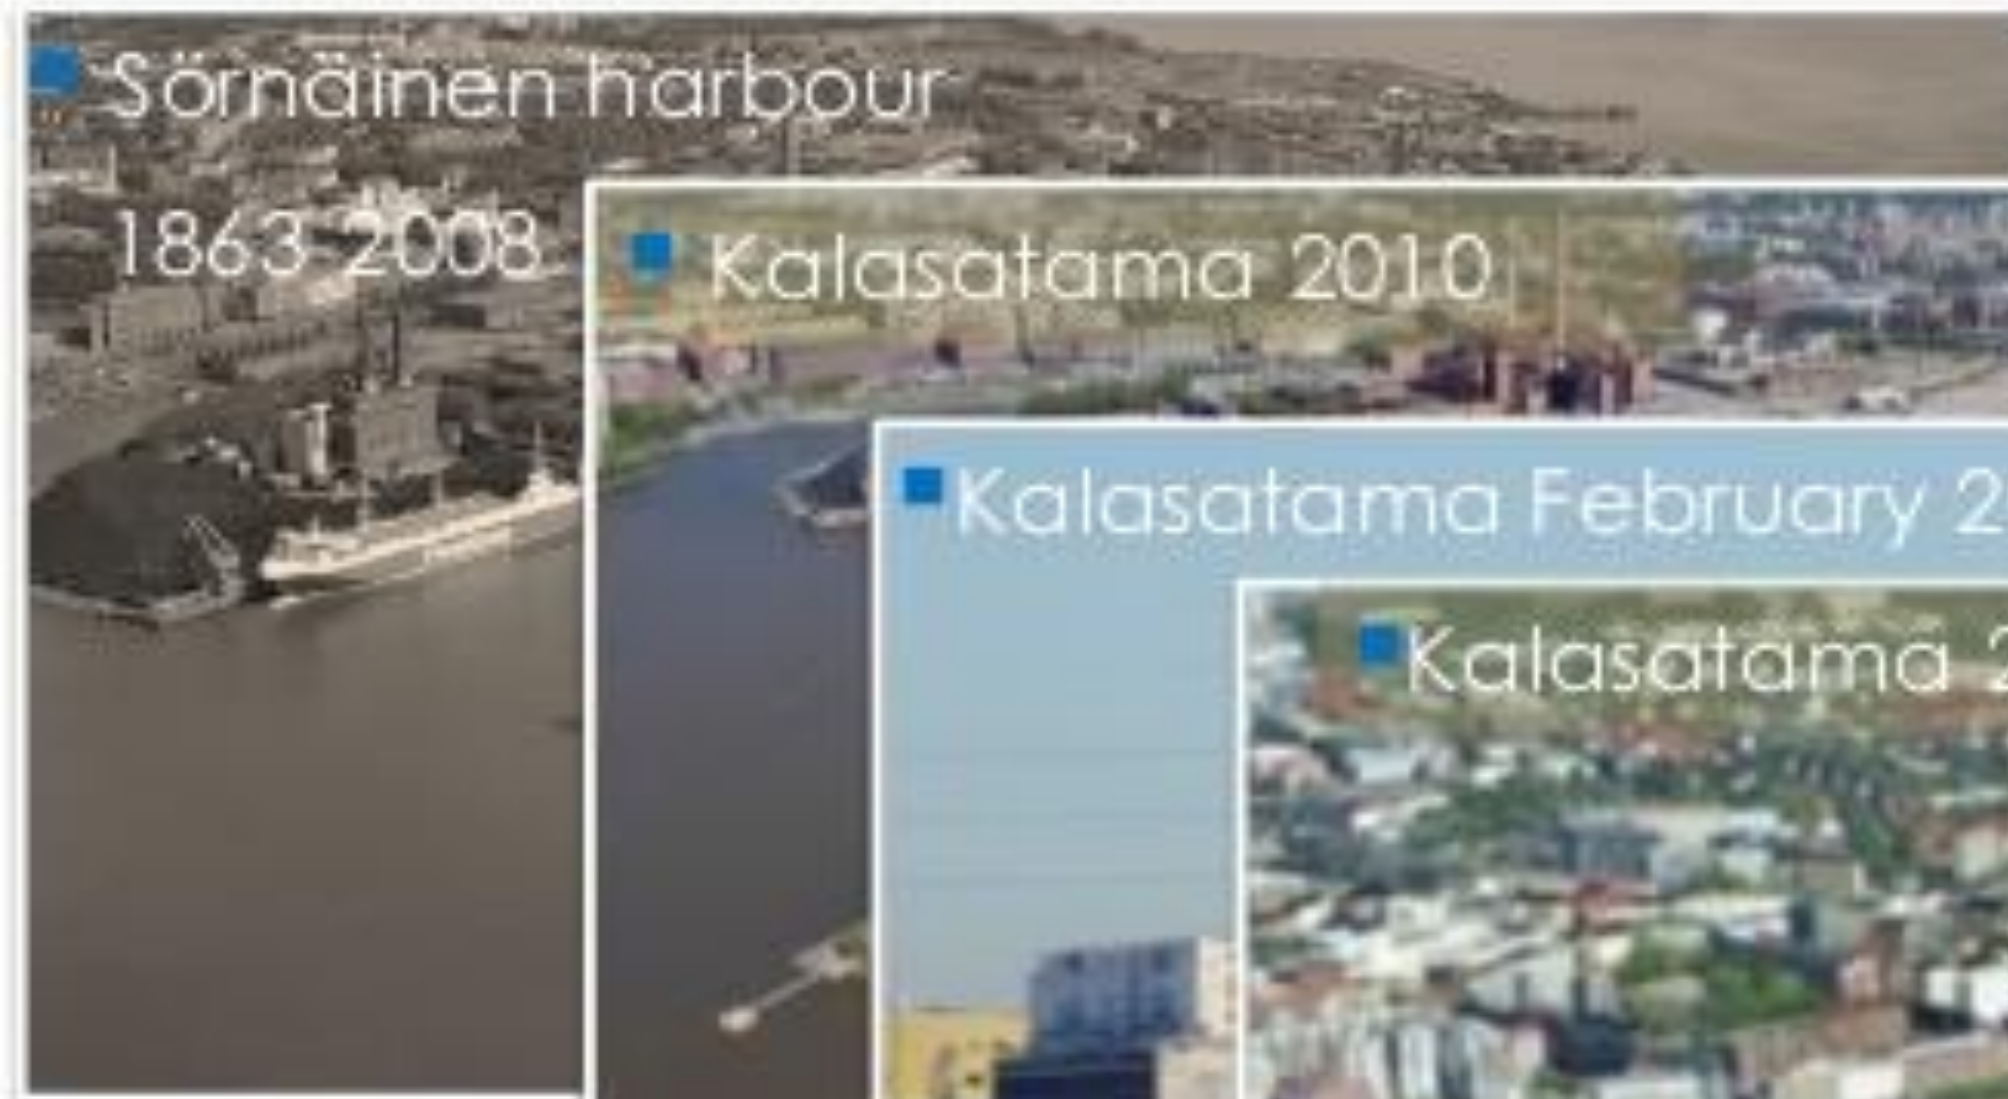 Sörnäinen harbour
1863-2008
Kalasatama 2010
Kalasatama February 2
Kalasatama 2